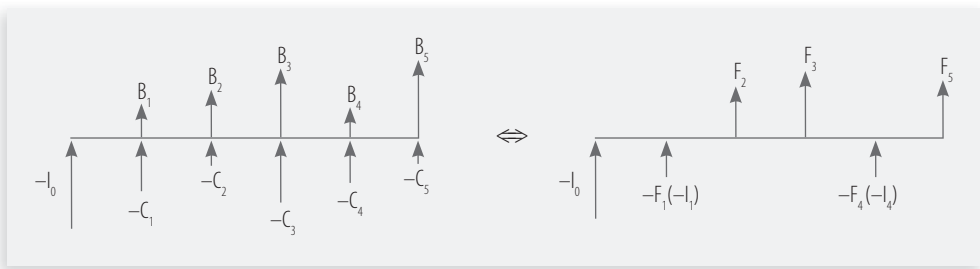 B₁ B₂ B₃ B₄ B₅
–I₀ –C₁ –C₂ –C₃ –C₄ –C₅
⇔
F₂ F₃ F₅
–I₀ –F₁(–I₁) –F₄(–I₄)